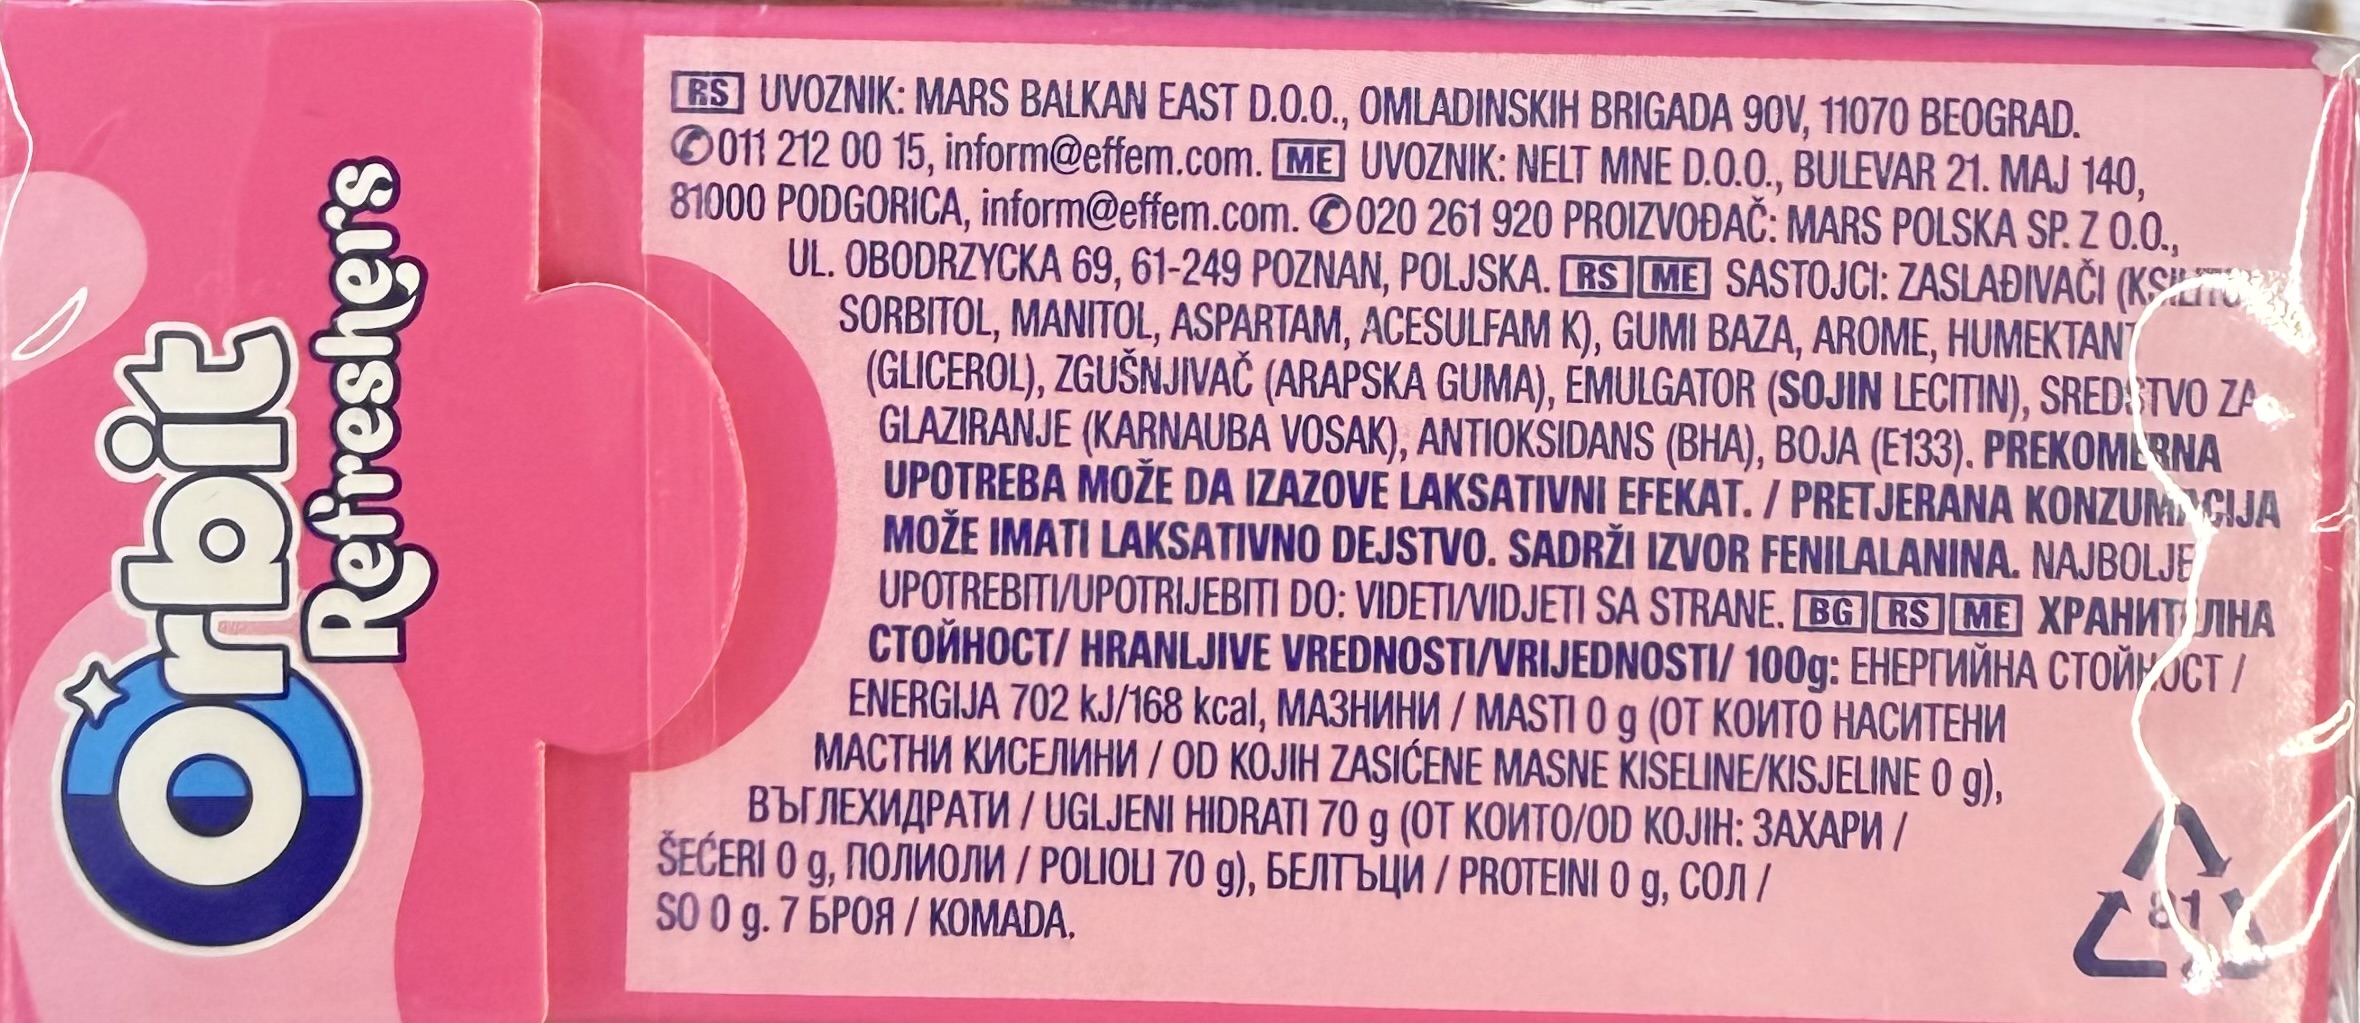 Orbit
Refreshers
RS UVOZNIK: MARS BALKAN EAST D.O.O., OMLADINSKIH BRIGADA 90V, 11070 BEOGRAD.
✆011 212 00 15, inform@effem.com. ME UVOZNIK: NELT MNE D.O.O., BULEVAR 21. MAJ 140,
81000 PODGORICA, inform@effem.com. ✆020 261 920 PROIZVOĐAČ: MARS POLSKA SP. Z O.O.,
UL. OBODRZYCKA 69, 61-249 POZNAN, POLJSKA. RS ME SASTOJCI: ZASLAĐIVAČI
SORBITOL, MANITOL, ASPARTAM, ACESULFAM K), GUMI BAZA, AROME, HUMEKTANT
(GLICEROL), ZGUŠNJIVAČ (ARAPSKA GUMA), EMULGATOR (SOJIN LECITIN), SREDSTVO ZA
GLAZIRANJE (KARNAUBA VOSAK), ANTIOKSIDANS (BHA), BOJA (E133). PREKOMERNA
UPOTREBA MOŽE DA IZAZOVE LAKSATIVNI EFEKAT. / PRETJERANA KONZUMACIJA
MOŽE IMATI LAKSATIVNO DEJSTVO. SADRŽI IZVOR FENILALANINA. NAJBOLJE
UPOTREBITI/UPOTRIJEBITI DO: VIDETI/VIDJETI SA STRANE. BG RS ME ХРАНИТЕЛНА
СТОЙНОСТ/ HRANLJIVE VREDNOSTI/VRIJEDNOSTI/ 100g: ЕНЕРГИЙНА СТОЙНОСТ /
ENERGIJA 702 kJ/168 kcal, МАЗНИНИ / MASTI 0 g (ОТ КОИТО НАСИТЕНИ
МАСТНИ КИСЕЛИНИ / OD KOJIH ZASIĆENE MASNE KISELINE/KISJELINE 0 g),
ВЪГЛЕХИДРАТИ / UGLJENI HIDRATI 70 g (ОТ КОИТО/OD KOJIH: ЗАХАРИ /
ŠEĆERI 0 g, ПОЛИОЛИ / POLIOLI 70 g), БЕЛТЪЦИ / PROTEINI 0 g, СОЛ /
SO 0 g. 7 БРОЯ / KOMADA.
81